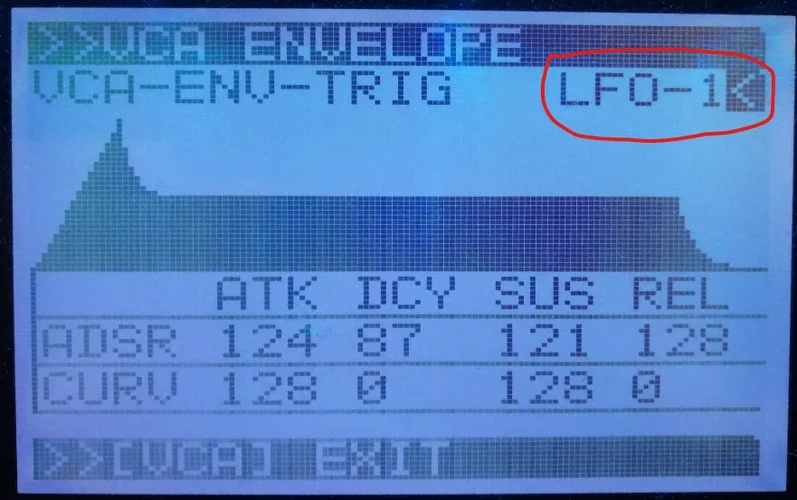 >>VCA ENVELOPE
VCA-ENV-TRIG LFO-1<
ATK DCY SUS REL
ADSR 124 87 121 128
CURV 128 0 128 0
>>[VCA] EXIT